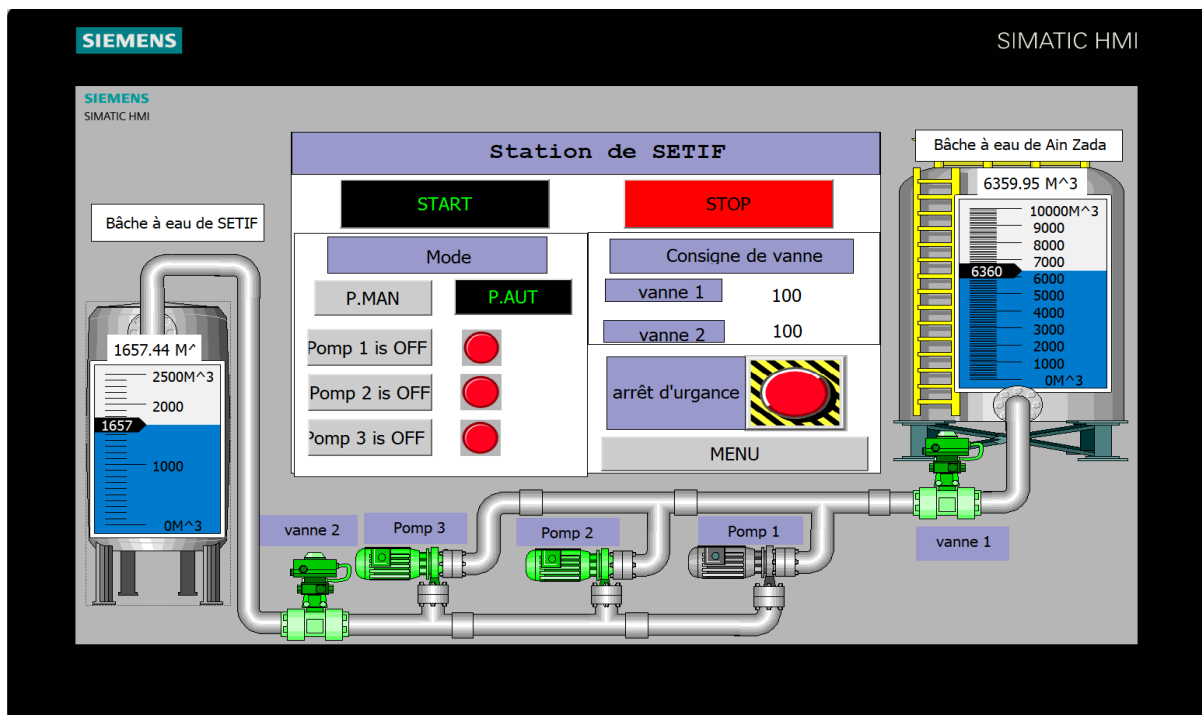 SIEMENS
SIMATIC HMI
SIEMENS
SIMATIC HMI
Station de SETIF
START
STOP
Mode
P.MAN
P.AUT
Pomp 1 is OFF
Pomp 2 is OFF
Pomp 3 is OFF
Consigne de vanne
vanne 1
100
vanne 2
100
arrêt d'urgance
MENU
Bâche à eau de SETIF
1657.44 M^
2500M^3
2000
1657
1000
0M^3
Bâche à eau de Ain Zada
6359.95 M^3
10000M^3
9000
8000
7000
6360
6000
5000
4000
3000
2000
1000
0M^3
vanne 2
Pomp 3
Pomp 2
Pomp 1
vanne 1